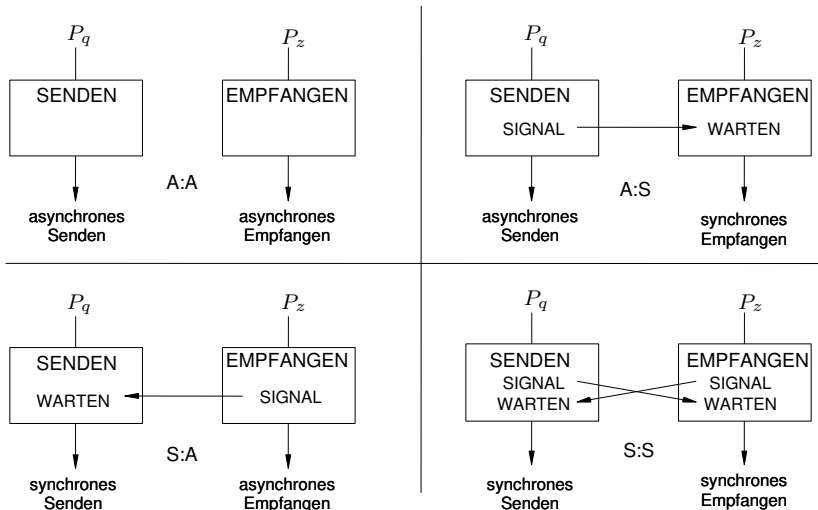 P_q P_z
SENDEN EMPFANGEN
A:A
asynchrones asynchrones
Senden Empfangen
P_q P_z
SENDEN EMPFANGEN
SIGNAL WARTEN
A:S
asynchrones synchrones
Senden Empfangen
P_q P_z
SENDEN EMPFANGEN
WARTEN SIGNAL
S:A
synchrones asynchrones
Senden Empfangen
P_q P_z
SENDEN EMPFANGEN
SIGNAL SIGNAL
WARTEN WARTEN
S:S
synchrones synchrones
Senden Empfangen